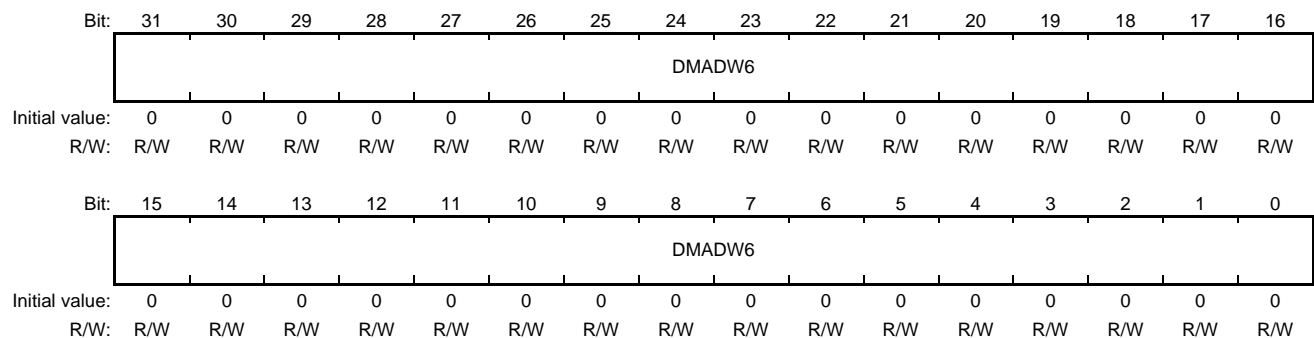 Bit: 31 30 29 28 27 26 25 24 23 22 21 20 19 18 17 16
DMADW6
Initial value: 0 0 0 0 0 0 0 0 0 0 0 0 0 0 0 0
R/W: R/W R/W R/W R/W R/W R/W R/W R/W R/W R/W R/W R/W R/W R/W R/W R/W
Bit: 15 14 13 12 11 10 9 8 7 6 5 4 3 2 1 0
DMADW6
Initial value: 0 0 0 0 0 0 0 0 0 0 0 0 0 0 0 0
R/W: R/W R/W R/W R/W R/W R/W R/W R/W R/W R/W R/W R/W R/W R/W R/W R/W